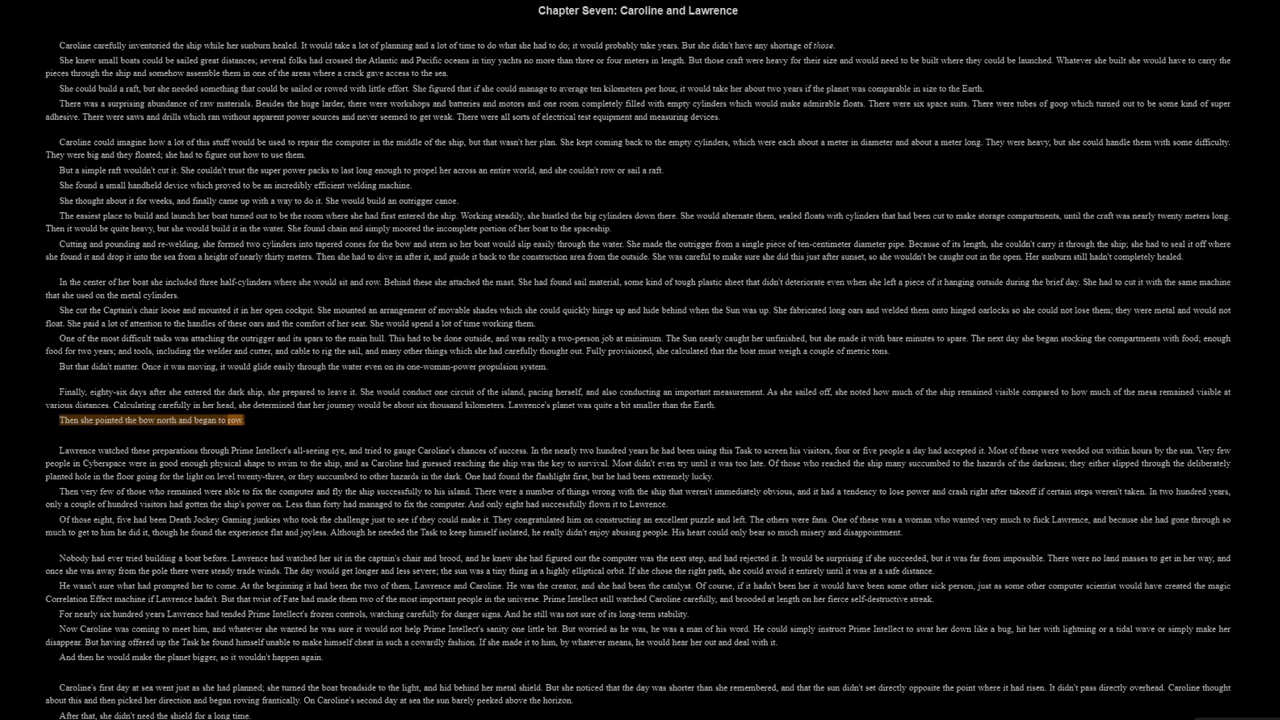 Chapter Seven: Caroline and Lawrence
Caroline carefully inventoried the ship while her sunburn healed. It would take a lot of planning and a lot of time to do what she had to do; it would probably take years. But she didn't have any shortage of those.
She knew small boats could be sailed great distances; several folks had crossed the Atlantic and Pacific oceans in tiny yachts no more than three or four meters in length. But those craft were heavy for their size and would need to be built where they could be launched. Whatever she built she would have to carry the
pieces through the ship and somehow assemble them in one of the areas where a crack gave access to the sea.
She could build a raft, but she needed something that could be sailed or rowed with little effort. She figured that if she could manage to average ten kilometers per hour, it would take her about two years if the planet was comparable in size to the Earth.
There was a surprising abundance of raw materials. Besides the huge larder, there were workshops and batteries and motors and one room completely filled with empty cylinders which would make admirable floats. There were six space suits. There were tubes of goop which turned out to be some kind of super
adhesive. There were saws and drills which ran without apparent power sources and never seemed to get weak. There were all sorts of electrical test equipment and measuring devices.
Caroline could imagine how a lot of this stuff would be used to repair the computer in the middle of the ship, but that wasn't her plan. She kept coming back to the empty cylinders, which were each about a meter in diameter and about a meter long. They were heavy, but she could handle them with some difficulty.
They were big and they floated; she had to figure out how to use them.
But a simple raft wouldn't cut it. She couldn't trust the super power packs to last long enough to propel her across an entire world, and she couldn't row or sail a raft.
She found a small handheld device which proved to be an incredibly efficient welding machine.
She thought about it for weeks, and finally came up with a way to do it. She would build an outrigger canoe.
The easiest place to build and launch her boat turned out to be the room where she had first entered the ship. Working steadily, she hustled the big cylinders down there. She would alternate them, sealed floats with cylinders that had been cut to make storage compartments, until the craft was nearly twenty meters long.
Then it would be quite heavy, but she would build it in the water. She found chain and simply moored the incomplete portion of her boat to the spaceship.
Cutting and pounding and re-welding, she formed two cylinders into tapered cones for the bow and stern so her boat would slip easily through the water. She made the outrigger from a single piece of ten-centimeter diameter pipe. Because of its length, she couldn't carry it through the ship; she had to seal it off where
she found it and drop it into the sea from a height of nearly thirty meters. Then she had to dive in after it, and guide it back to the construction area from the outside. She was careful to make sure she did this just after sunset, so she wouldn't be caught out in the open. Her sunburn still hadn't completely healed.
In the center of her boat she included three half-cylinders where she would sit and row. Behind these she attached the mast. She had found sail material, some kind of tough plastic sheet that didn't deteriorate even when she left a piece of it hanging outside during the brief day. She had to cut it with the same machine
that she used on the metal cylinders.
She cut the Captain's chair loose and mounted it in her open cockpit. She mounted an arrangement of movable shades which she could quickly hinge up and hide behind when the Sun was up. She fabricated long oars and welded them onto hinged oarlocks so she could not lose them; they were metal and would not
float. She paid a lot of attention to the handles of these oars and the comfort of her seat. She would spend a lot of time working them.
One of the most difficult tasks was attaching the outrigger and its spars to the main hull. This had to be done outside, and was really a two-person job at minimum. The Sun nearly caught her unfinished, but she made it with bare minutes to spare. The next day she began stocking the compartments with food; enough
food for two years; and tools, including the welder and cutter, and cable to rig the sail, and many other things which she had carefully thought out. Fully provisioned, she calculated that the boat must weigh a couple of metric tons.
But that didn't matter. Once it was moving, it would glide easily through the water even on its one-woman-power propulsion system.
Finally, eighty-six days after she entered the dark ship, she prepared to leave it. She would conduct one circuit of the island, pacing herself, and also conducting an important measurement. As she sailed off, she noted how much of the ship remained visible compared to how much of the mesa remained visible at
various distances. Calculating carefully in her head, she determined that her journey would be about six thousand kilometers. Lawrence's planet was quite a bit smaller than the Earth.
Then she pointed the bow north and began to row.
Lawrence watched these preparations through Prime Intellect's all-seeing eye, and tried to gauge Caroline's chances of success. In the nearly two hundred years he had been using this Task to screen his visitors, four or five people a day had accepted it. Most of these were weeded out within hours by the sun. Very few
people in Cyberspace were in good enough physical shape to swim to the ship, and as Caroline had guessed reaching the ship was the key to survival. Most didn't even try until it was too late. Of those who reached the ship many succumbed to the hazards of the darkness; they either slipped through the deliberately
planted hole in the floor going for the light on level twenty-three, or they succumbed to other hazards in the dark. One had found the flashlight first, but he had been extremely lucky.
Then very few of those who remained were able to fix the computer and fly the ship successfully to his island. There were a number of things wrong with the ship that weren't immediately obvious, and it had a tendency to lose power and crash right after takeoff if certain steps weren't taken. In two hundred years,
only a couple of hundred visitors had gotten the ship's power on. Less than forty had managed to fix the computer. And only eight had successfully flown it to Lawrence.
Of those eight, five had been Death Jockey Gaming junkies who took the challenge just to see if they could make it. They congratulated him on constructing an excellent puzzle and left. The others were fans. One of these was a woman who wanted very much to fuck Lawrence, and because she had gone through so
much to get to him he did it, though he found the experience flat and joyless. Although he needed the Task to keep himself isolated, he really didn't enjoy abusing people. His heart could only bear so much misery and disappointment.
Nobody had ever tried building a boat before. Lawrence had watched her sit in the captain's chair and brood, and he knew she had figured out the computer was the next step, and had rejected it. It would be surprising if she succeeded, but it was far from impossible. There were no land masses to get in her way, and
once she was away from the pole there were steady trade winds. The day would get longer and less severe; the sun was a tiny thing in a highly elliptical orbit. If she chose the right path, she could avoid it entirely until it was at a safe distance.
He wasn't sure what had prompted her to come. At the beginning it had been the two of them, Lawrence and Caroline. He was the creator, and she had been the catalyst. Of course, if it hadn't been her it would have been some other sick person, just as some other computer scientist would have created the magic
Correlation Effect machine if Lawrence hadn't. But that twist of Fate had made them two of the most important people in the universe. Prime Intellect still watched Caroline carefully, and brooded at length on her fierce self-destructive streak.
For nearly six hundred years Lawrence had tended Prime Intellect's frozen controls, watching carefully for danger signs. And he still was not sure of its long-term stability.
Now Caroline was coming to meet him, and whatever she wanted he was sure it would not help Prime Intellect's sanity one little bit. But worried as he was, he was a man of his word. He could simply instruct Prime Intellect to swat her down like a bug, hit her with lightning or a tidal wave or simply make her
disappear. But having offered up the Task he found himself unable to make himself cheat in such a cowardly fashion. If she made it to him, by whatever means, he would hear her out and deal with it.
And then he would make the planet bigger, so it wouldn't happen again.
Caroline's first day at sea went just as she had planned; she turned the boat broadside to the light, and hid behind her metal shield. But she noticed that the day was shorter than she remembered, and that the sun didn't set directly opposite the point where it had risen. It didn't pass directly overhead. Caroline thought
about this and then picked her direction and began rowing frantically. On Caroline's second day at sea the sun barely peeked above the horizon.
After that, she didn't need the shield for a long time.